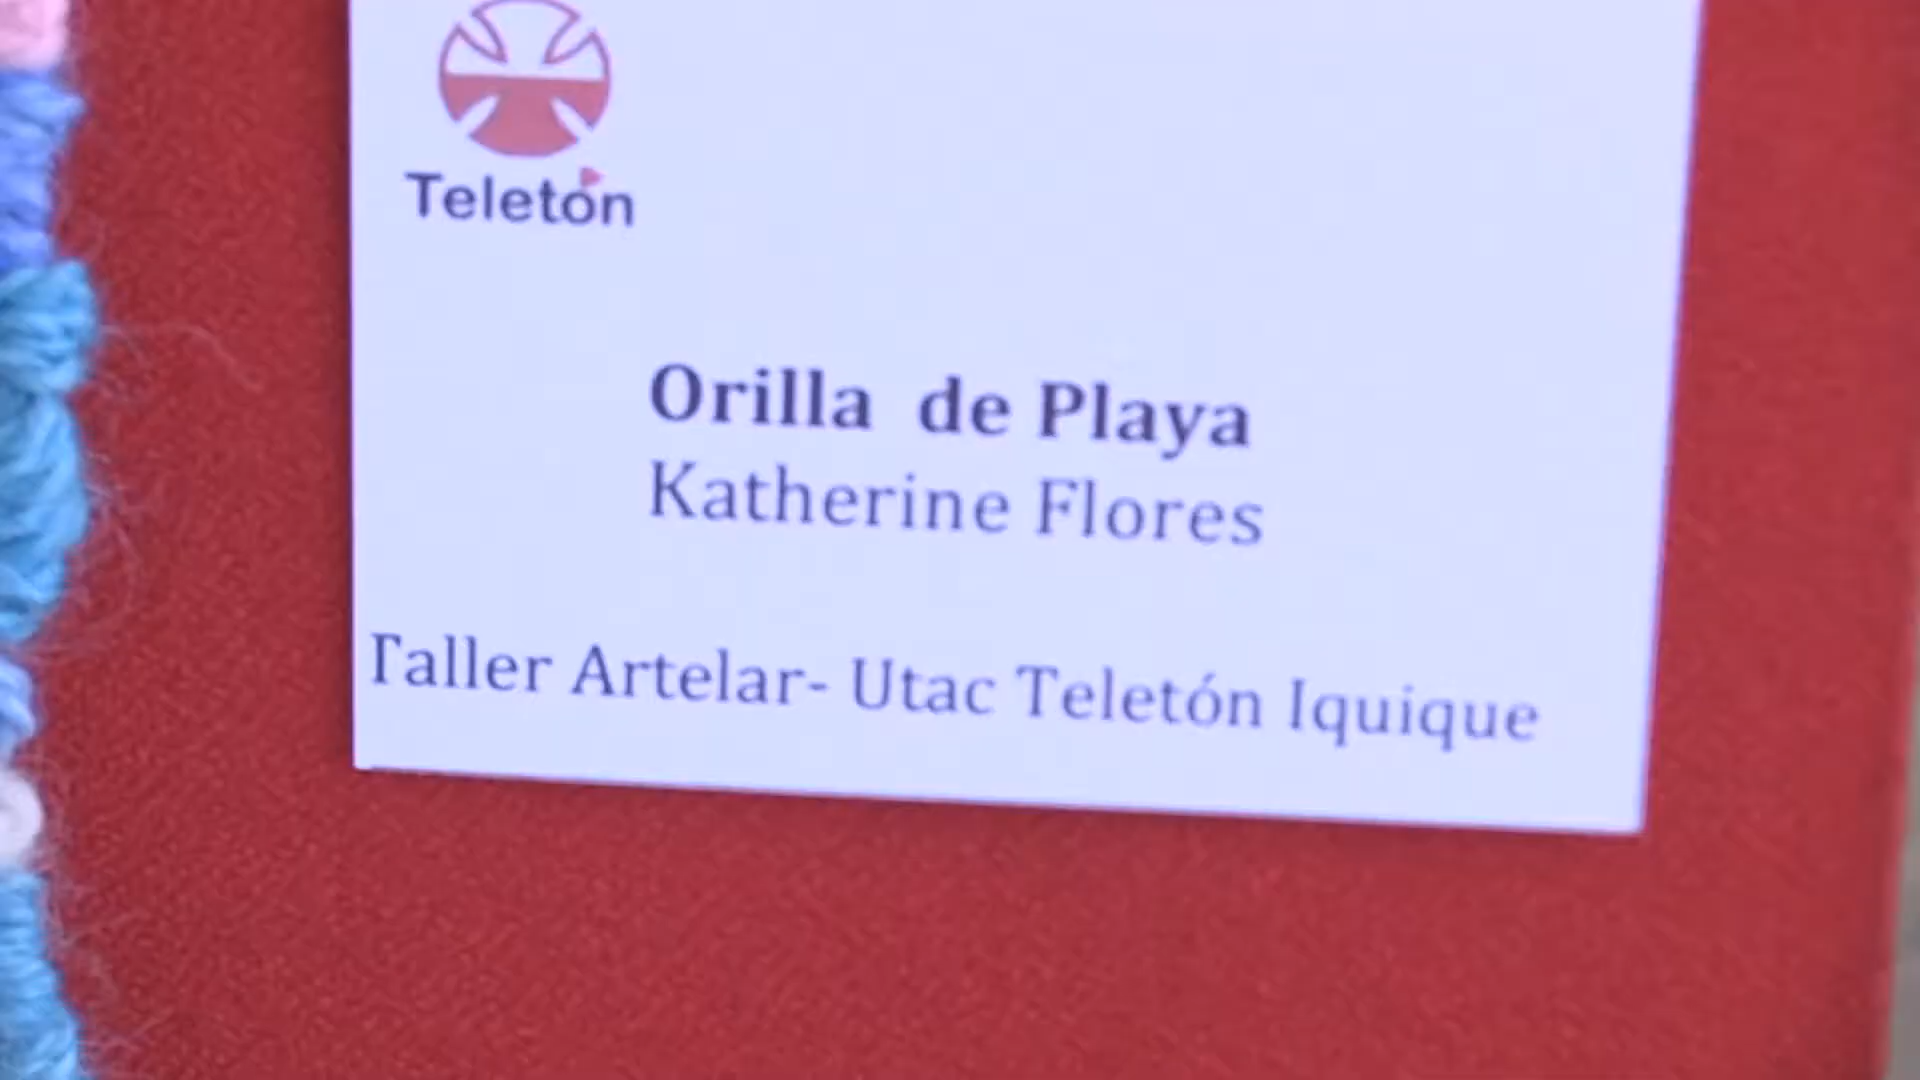 Teletón
Orilla de Playa
Katherine Flores
Taller Artelar- Utac Teletón Iquique